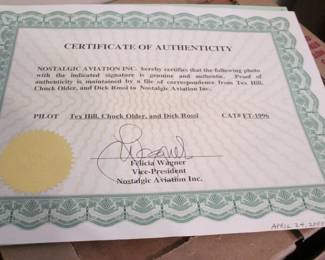 CERTIFICATE OF AUTHENTICITY
NOSTALGIC AVIATION INC. hereby certifies that the following photo
with the indicated signature is genuine and authentic. Proof of
authenticity is maintained by a file of correspondence from Tex Hill,
Chuck Older, and Dick Rossi to Nostalgic Aviation Inc.
PILOT Tex Hill, Chuck Older, and Dick Rossi CAT# FT-1996
Felicia Wagner
Vice-President
Nostalgic Aviation Inc.
APRIL 24, 200